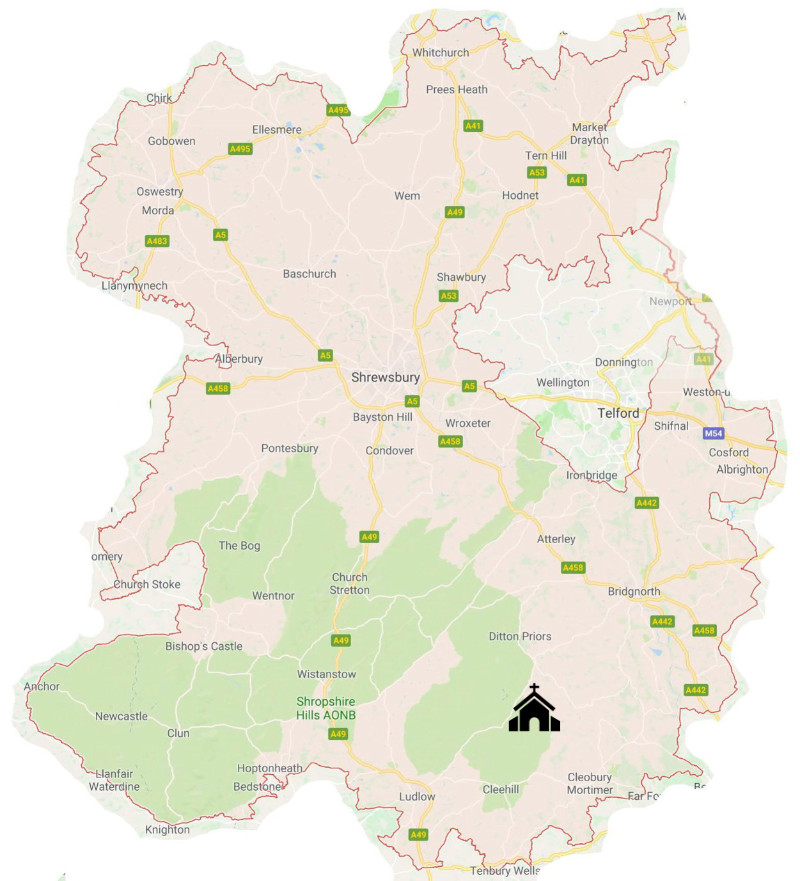 M
Whitchurch
Chirk
Prees Heath
A495
Ellesmere
A41
Market
Drayton
Gobowen
A495
Tern Hill
A53
A41
Oswestry
Wem
Hodnet
Morda
A49
A483
A5
Baschurch
Shawbury
Llanymynech
A53
Newport
Alberbury
A5
A41
Donnington
Shrewsbury
Wellington
A458
A5
Weston-u
A5
Telford
Bayston Hill
Wroxeter
Shifnal
M54
A458
Pontesbury
Condover
Cosford
Albrighton
Ironbridge
A442
A49
Atterley
The Bog
omery
A458
Church Stoke
Church
Stretton
Wentnor
Bridgnorth
A442
A458
Ditton Priors
A49
Bishop's Castle
Wistanstow
Anchor
A442
Shropshire
Hills AONB
Newcastle
Clun
A49
Hoptonheath
Llanfair
Waterdine
Bedstone
Cleobury
Mortimer
Cleehill
Ludlow
Far Fo
Knighton
A49
Tenbury Wells